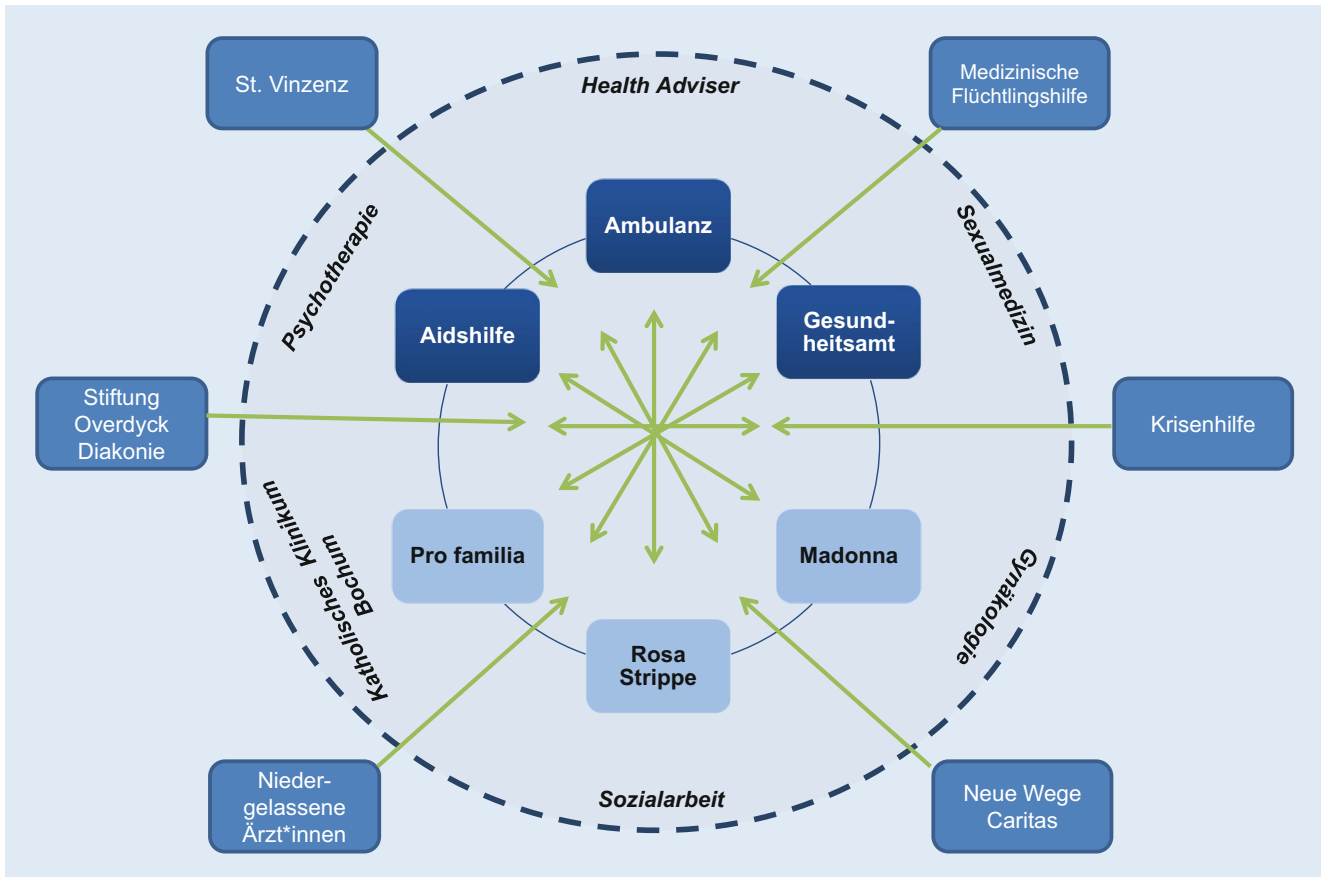 St. Vinzenz
Health Adviser
Medizinische
Flüchtlingshilfe
Psychotherapie
Ambulanz
Sexualmedizin
Aidshilfe
Gesund-
heitsamt
Stiftung
Overdyck
Diakonie
Krisenhilfe
Katholisches Klinikum
Bochum
Pro familia
Madonna
Gynäkologie
Rosa
Strippe
Nieder-
gelassene
Ärzt*innen
Sozialarbeit
Neue Wege
Caritas